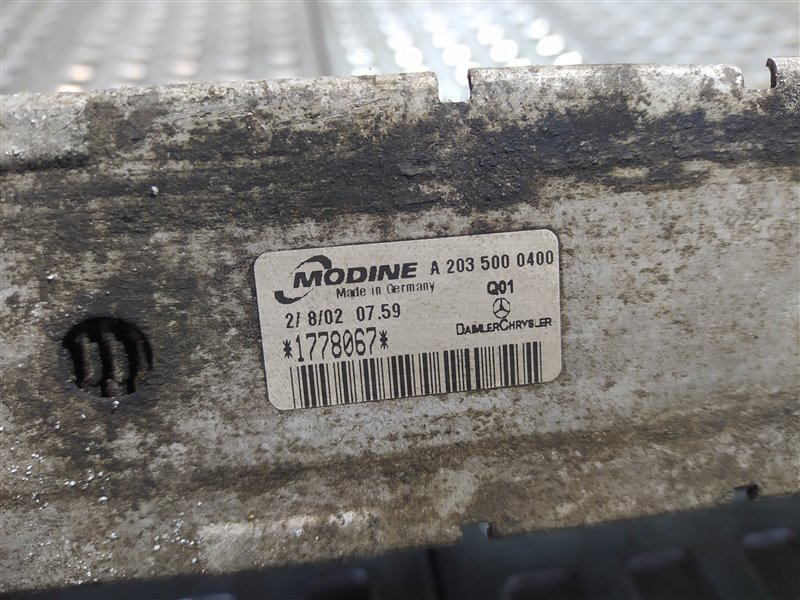 MODINE A 203 500 0400
Made in Germany Q01
2/ 8/02 07.59
DAIMLERCHRYSLER
*1778067*